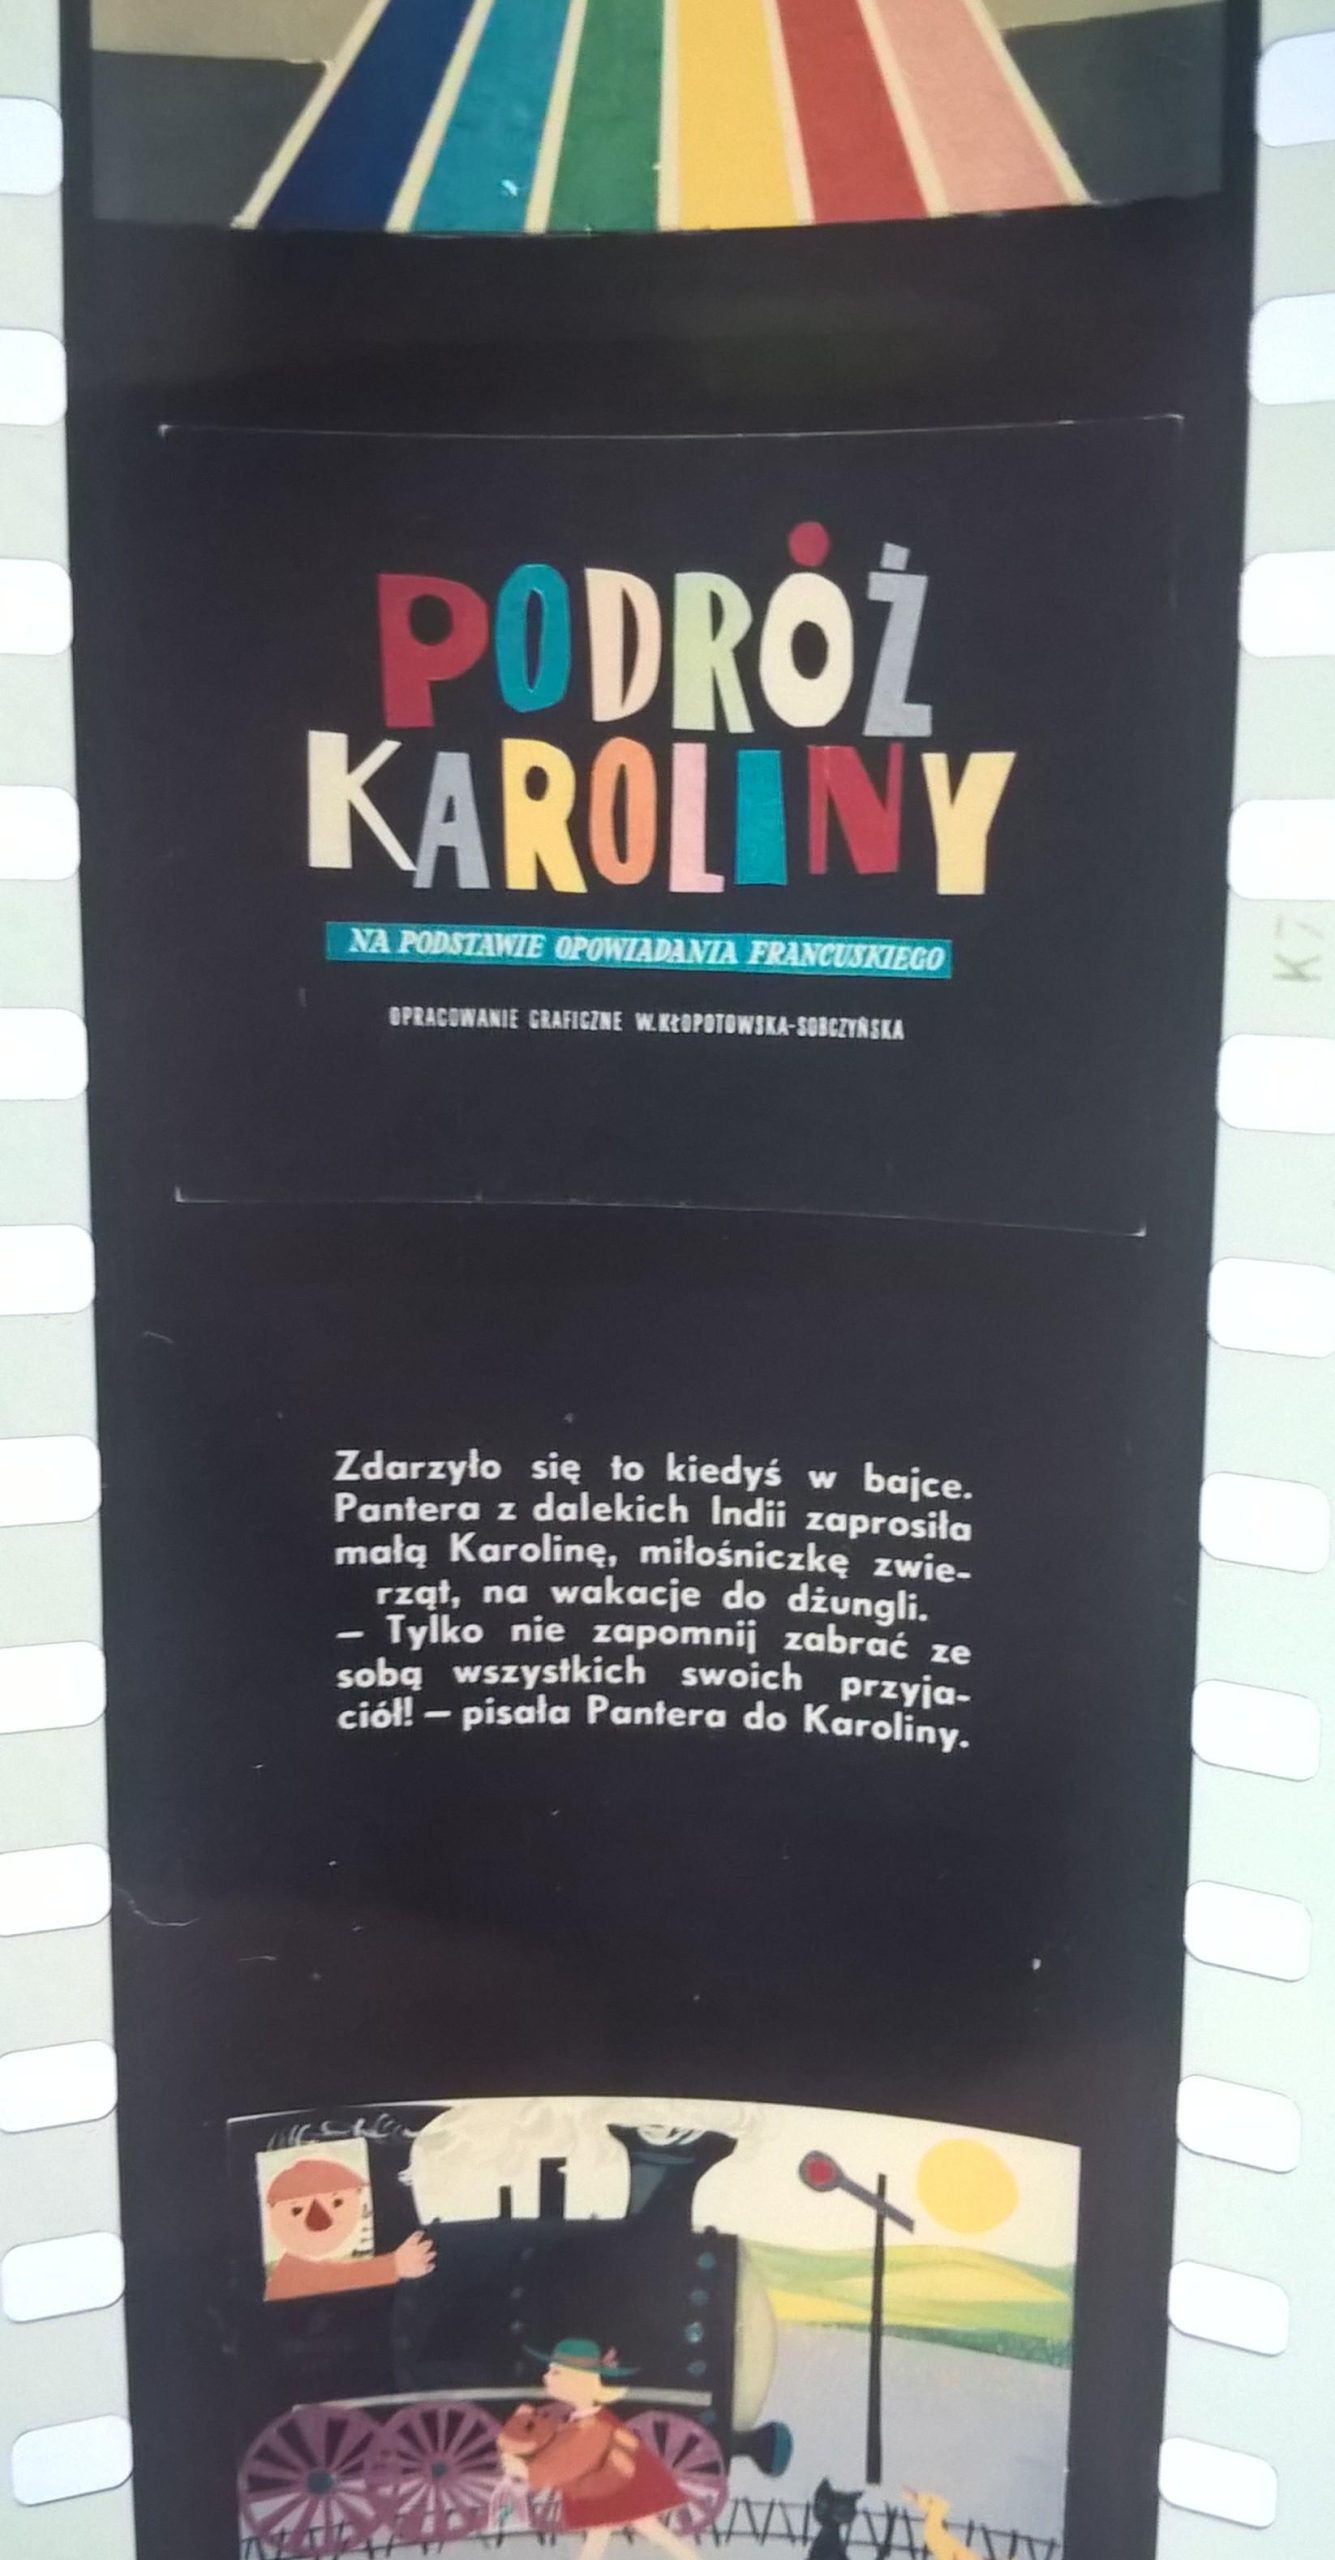 PODRÓŻ
KAROLINY
NA PODSTAWIE OPOWIADANIA FRANCUSKIEGO
OPRACOWANIE GRAFICZNE W.KŁOPOTOWSKA-SOBCZYŃSKA
Zdarzyło się to kiedyś w bajce.
Pantera z dalekich Indii zaprosiła
małą Karolinę, miłośniczkę zwie-
rząt, na wakacje do dżungli.
— Tylko nie zapomnij zabrać ze
sobą wszystkich swoich przyja-
ciół! — pisała Pantera do Karoliny.